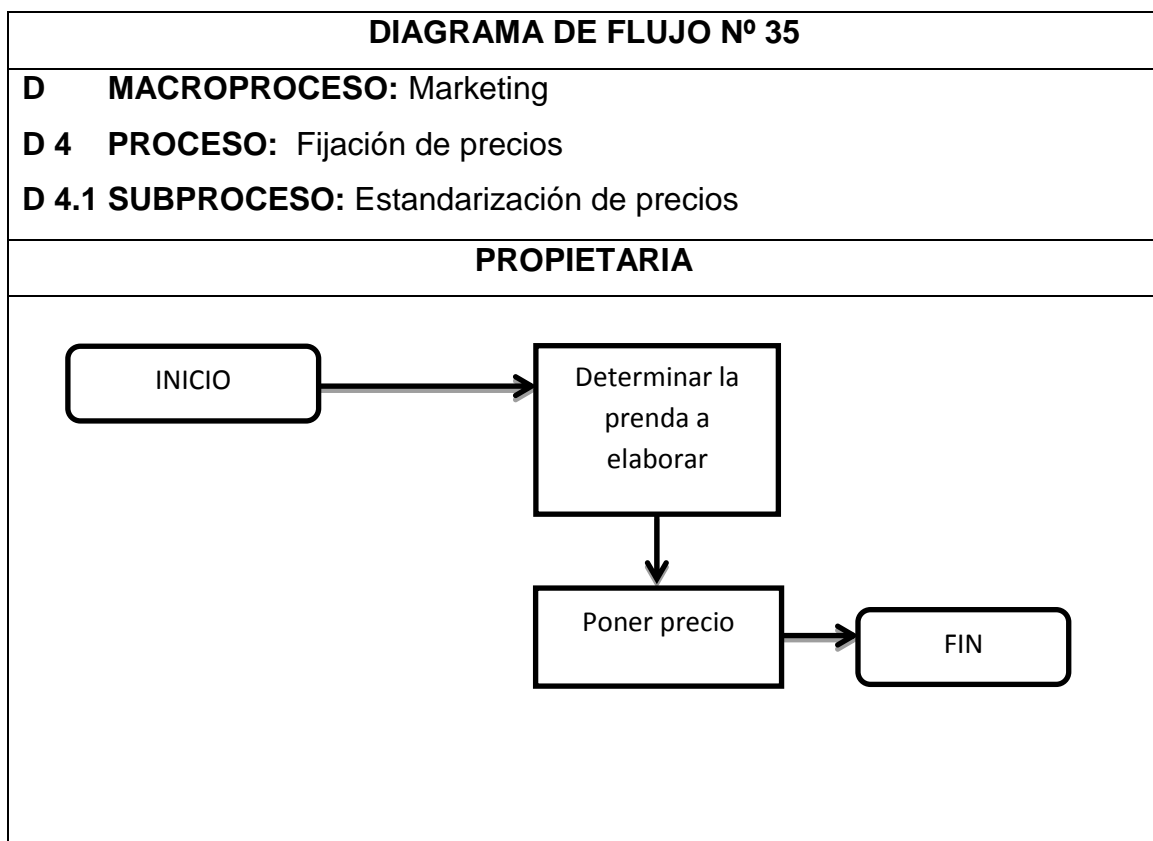 DIAGRAMA DE FLUJO Nº 35
D MACROPROCESO: Marketing
D 4 PROCESO: Fijación de precios
D 4.1 SUBPROCESO: Estandarización de precios
PROPIETARIA
INICIO
Determinar la
prenda a
elaborar
Poner precio
FIN